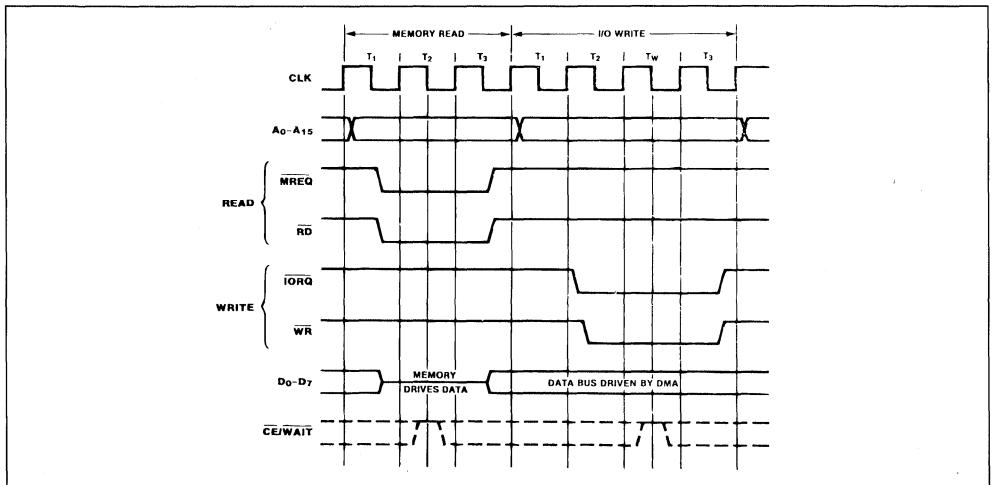 MEMORY READ I/O WRITE
T1 T2 T3 T1 T2 TW T3
CLK
A0-A15
READ
MREQ
RD
WRITE
IORQ
WR
D0-D7 MEMORY DRIVES DATA DATA BUS DRIVEN BY DMA
CE/WAIT